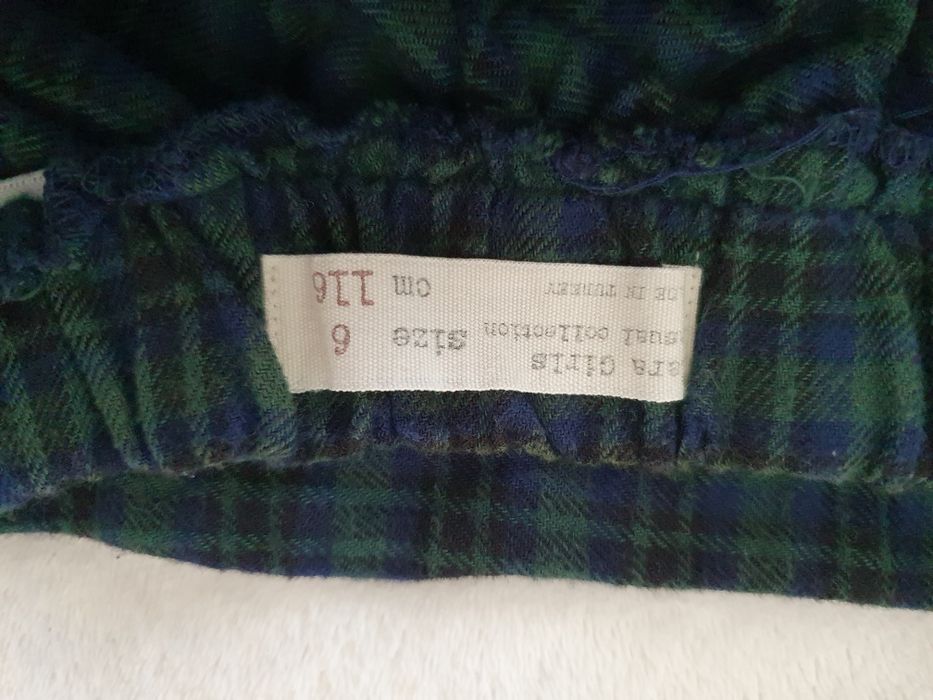 ara Girls
sual collection
DE IN TURKEY
size 6
cm 116